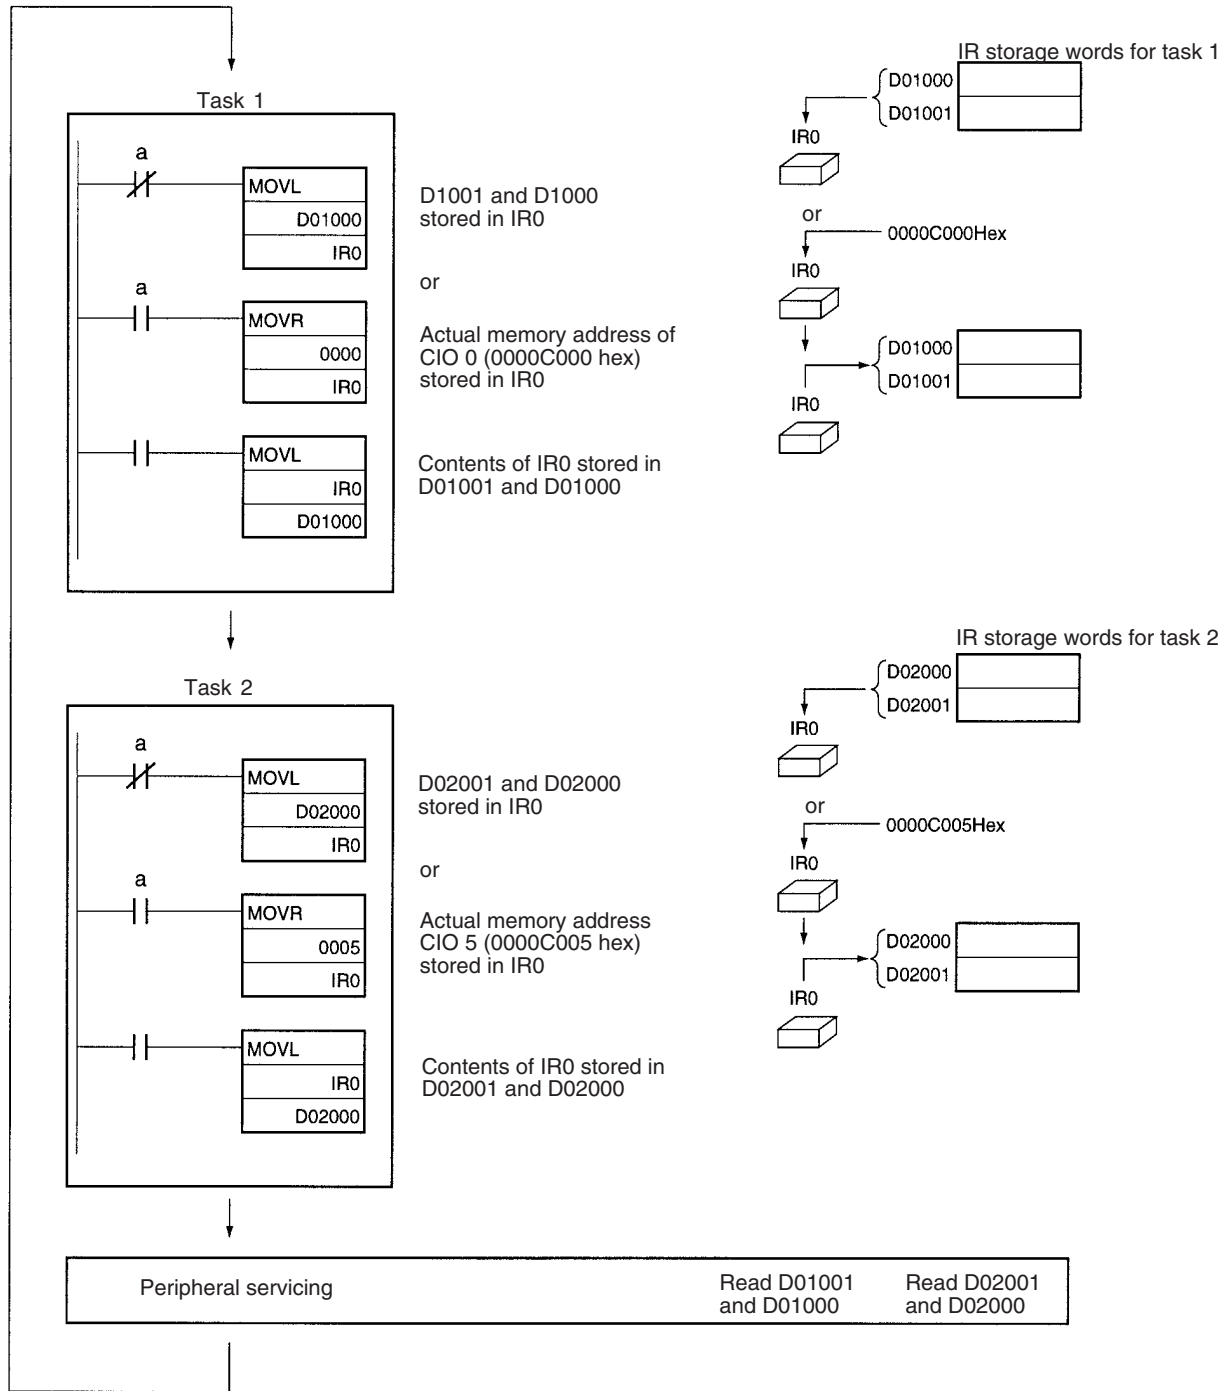 IR storage words for task 1
Task 1
a
MOVL
D01000
IR0
D1001 and D1000
stored in IR0
or
a
MOVR
0000
IR0
Actual memory address of
CIO 0 (0000C000 hex)
stored in IR0
MOVL
IR0
D01000
Contents of IR0 stored in
D01001 and D01000
D01000
D01001
IR0
or
0000C000Hex
IR0
D01000
D01001
IR0
IR storage words for task 2
Task 2
a
MOVL
D02000
IR0
D02001 and D02000
stored in IR0
or
a
MOVR
0005
IR0
Actual memory address
CIO 5 (0000C005 hex)
stored in IR0
MOVL
IR0
D02000
Contents of IR0 stored in
D02001 and D02000
D02000
D02001
IR0
or
0000C005Hex
IR0
D02000
D02001
IR0
Peripheral servicing
Read D01001
and D01000
Read D02001
and D02000